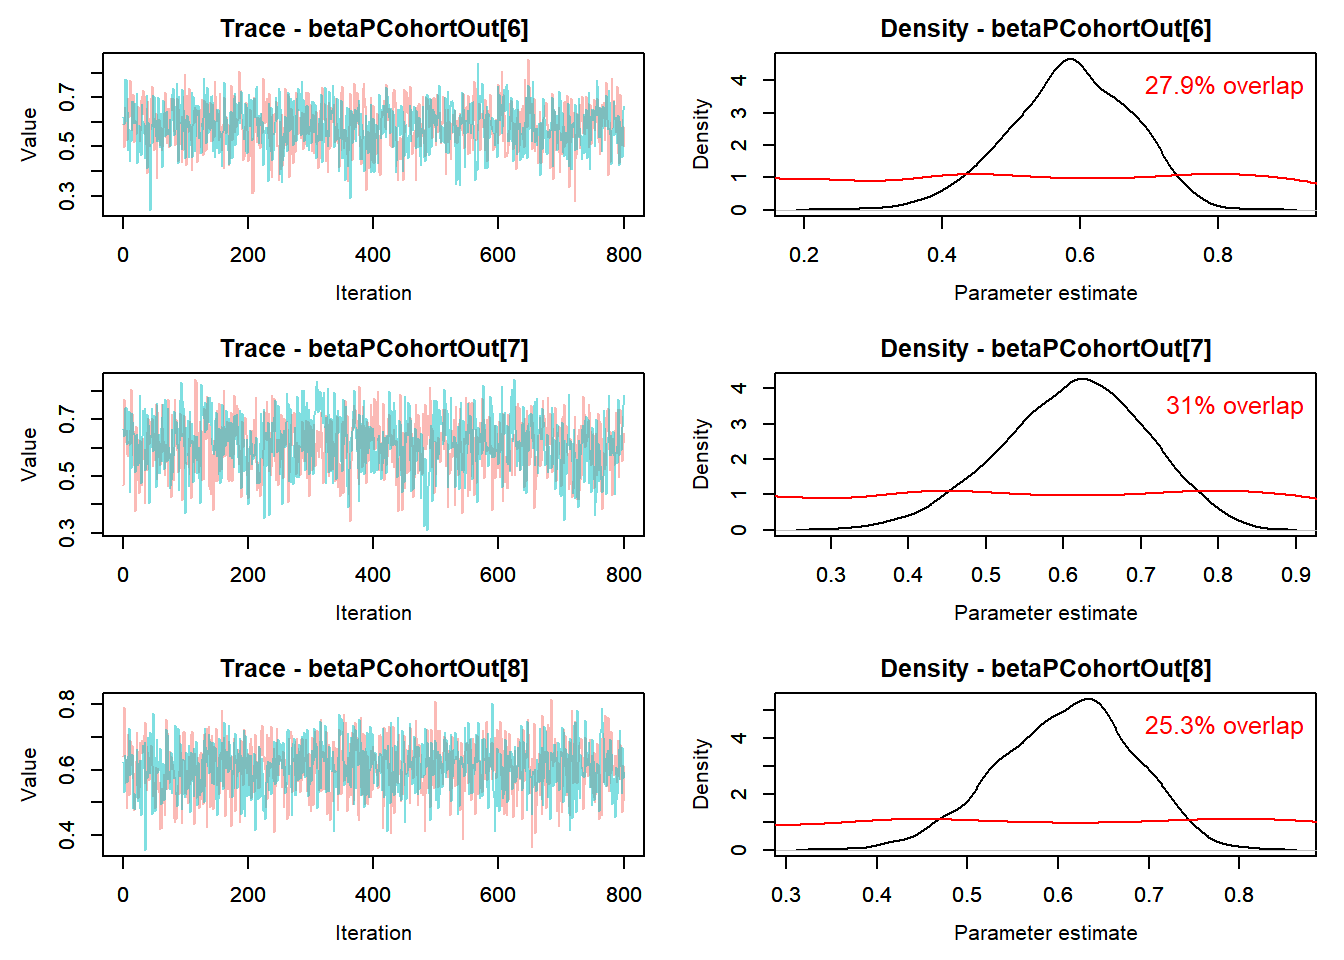 Trace - betaPCohortOut[6]
Value
0.3 0.5 0.7
0 200 400 600 800
Iteration
Density - betaPCohortOut[6]
27.9% overlap
Density
0 1 2 3 4
0.2 0.4 0.6 0.8
Parameter estimate
Trace - betaPCohortOut[7]
Value
0.3 0.5 0.7
0 200 400 600 800
Iteration
Density - betaPCohortOut[7]
31% overlap
Density
0 1 2 3 4
0.3 0.4 0.5 0.6 0.7 0.8 0.9
Parameter estimate
Trace - betaPCohortOut[8]
Value
0.4 0.6 0.8
0 200 400 600 800
Iteration
Density - betaPCohortOut[8]
25.3% overlap
Density
0 2 4
0.3 0.4 0.5 0.6 0.7 0.8
Parameter estimate